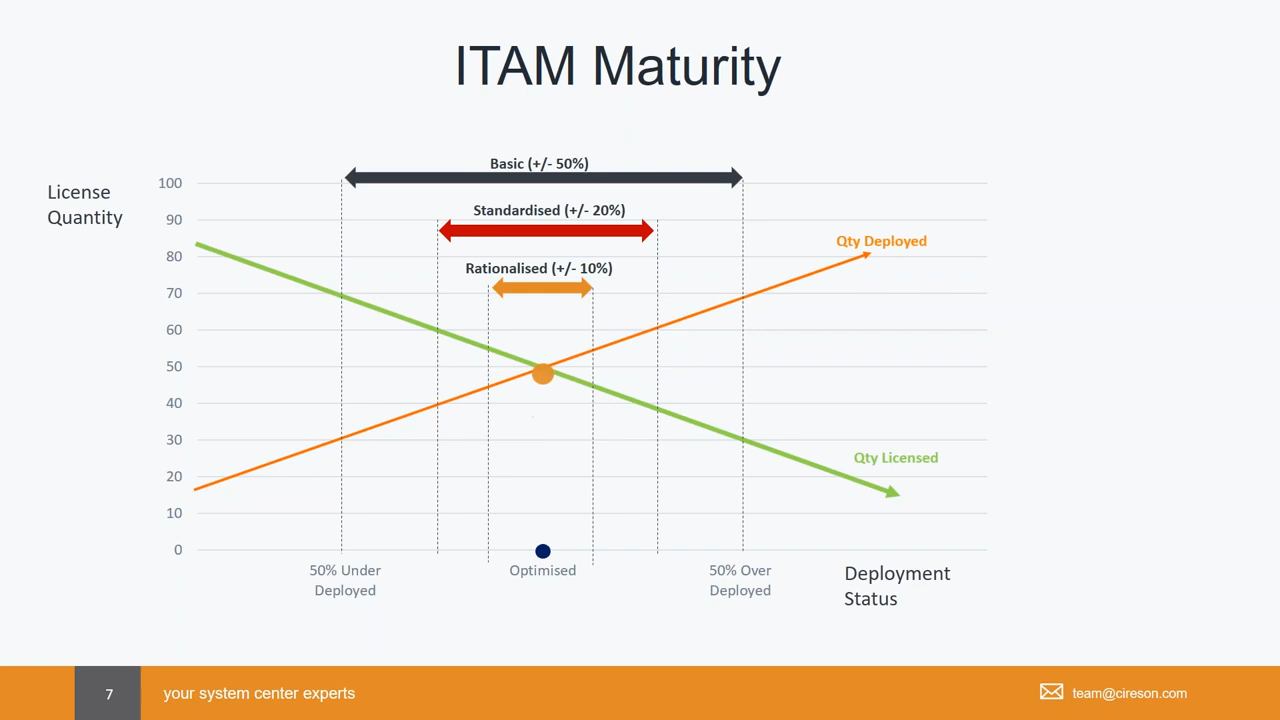 ITAM Maturity
Basic (+/- 50%)
License
Quantity
100
90
80
70
60
50
40
30
20
10
0
Standardised (+/- 20%)
Rationalised (+/- 10%)
Qty Deployed
Qty Licensed
50% Under
Deployed
Optimised
50% Over
Deployed
Deployment
Status
7
your system center experts
team@cireson.com